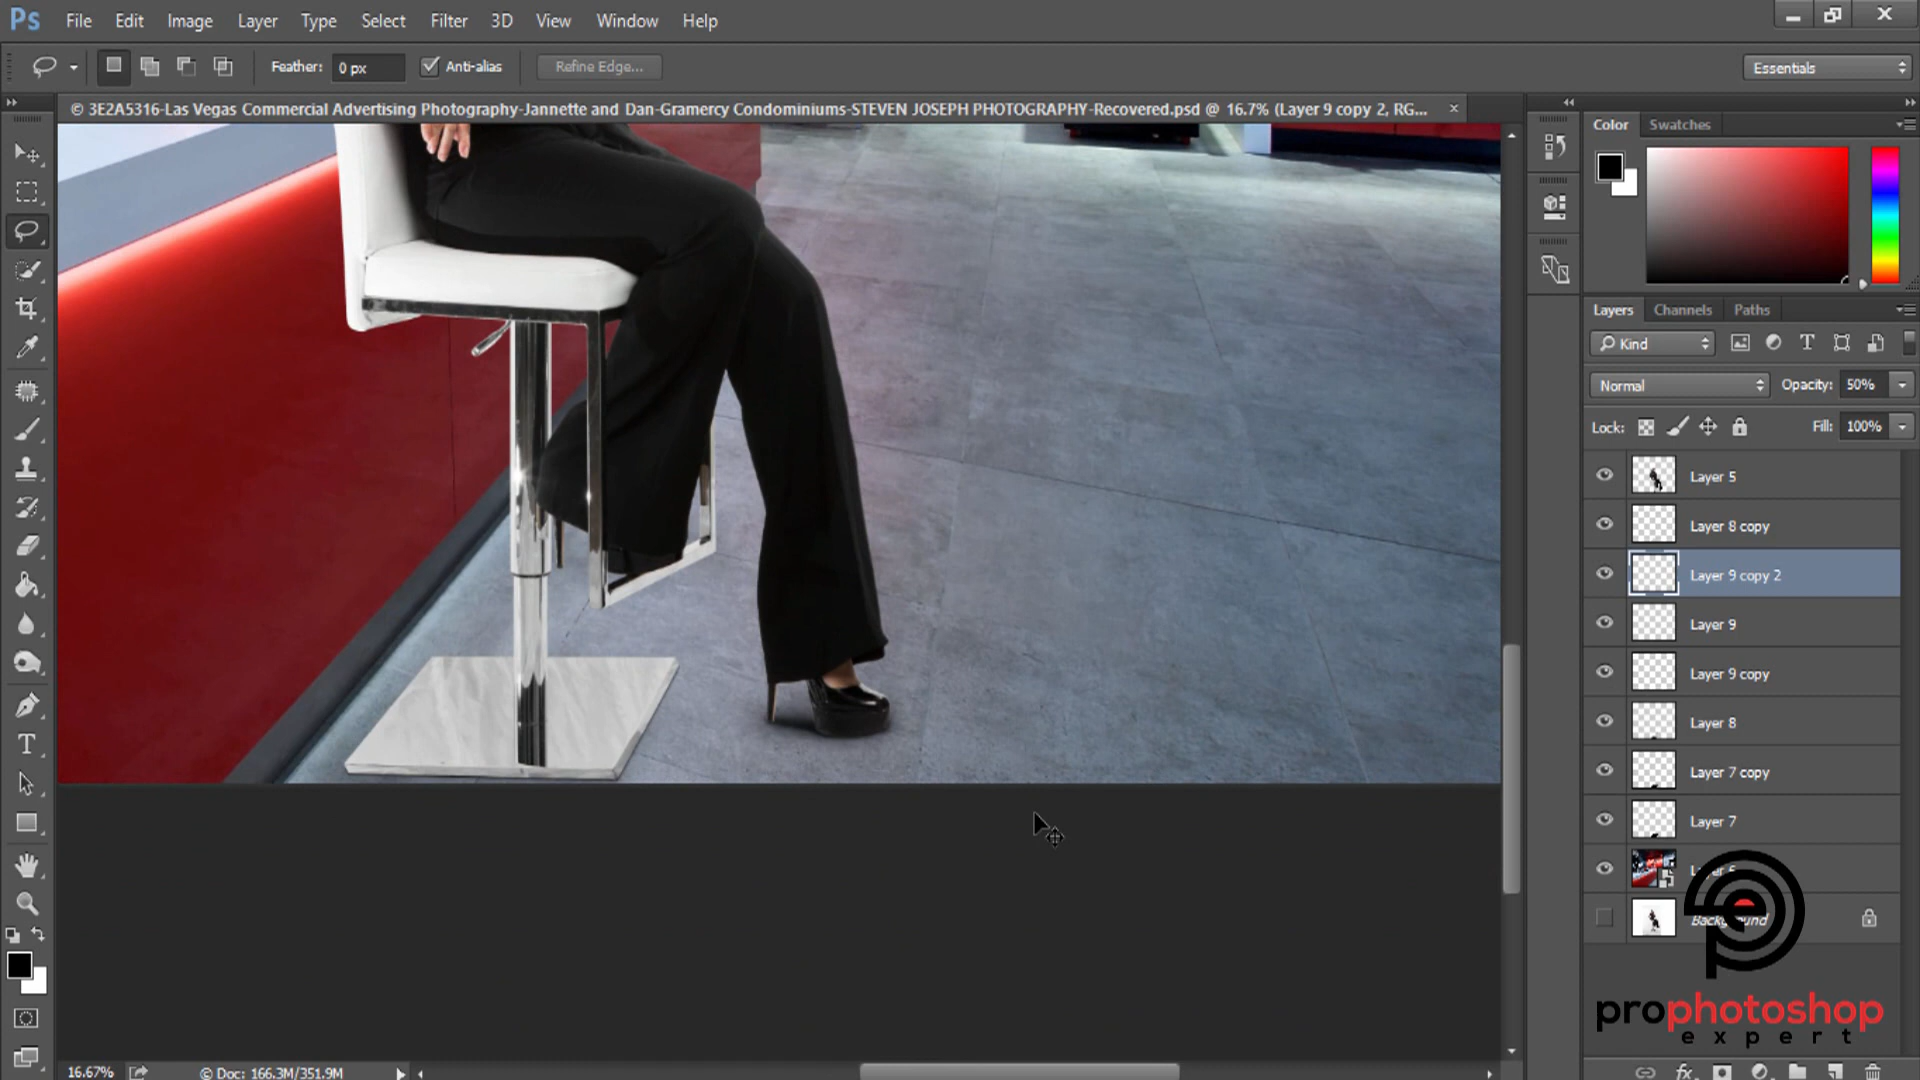 Ps File Edit Image Layer Type Select Filter 3D View Window Help
Feather: 0 px Anti-alias Refine Edge... Essentials
© 3E2A5316-Las Vegas Commercial Advertising Photography-Jannette and Dan-Gramercy Condominiums-STEVEN JOSEPH PHOTOGRAPHY-Recovered.psd @ 16.7% (Layer 9 copy 2, RG... ×
Color Swatches
Layers Channels Paths
Kind
Normal Opacity: 50%
Lock: Fill: 100%
Layer 5
Layer 8 copy
Layer 9 copy 2
Layer 9
Layer 9 copy
Layer 8
Layer 7 copy
Layer 7
Layer 6
Background
prophotoshop
expert
16.67% Doc: 166.3M/351.9M